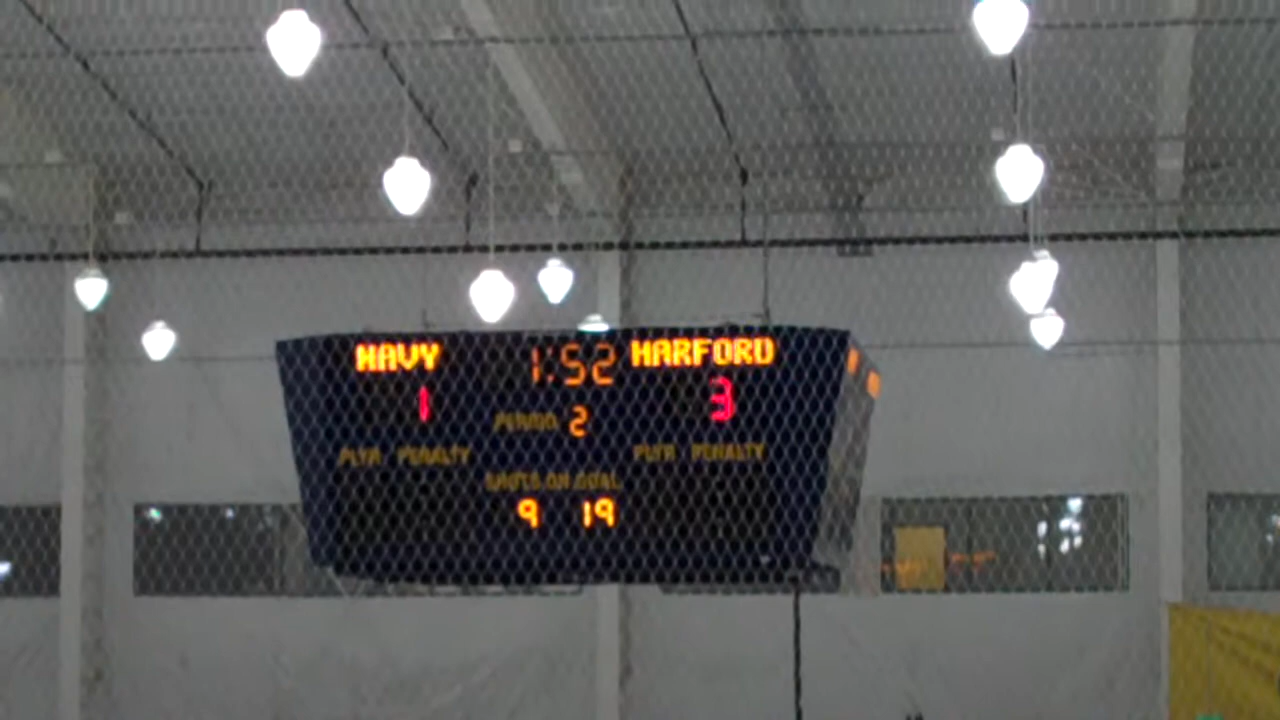 NAVY 1:52 HARFORD
1 PERIOD 2 3
PLYR PENALTY PLYR PENALTY
SHOTS ON GOAL
9 19